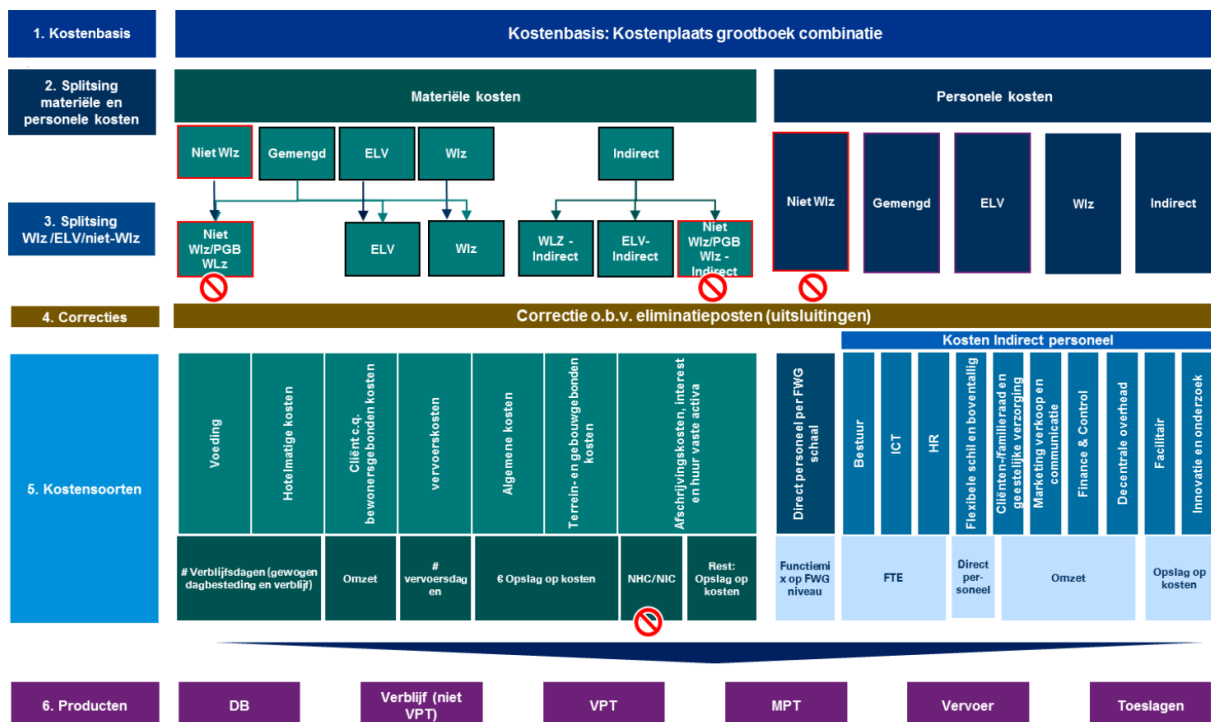 1. Kostenbasis
Kostenbasis: Kostenplaats grootboek combinatie
2. Splitsing
materiële en
personele kosten
Materiële kosten
Personele kosten
Niet Wlz
Gemengd
ELV
Wlz
Indirect
Niet Wlz
Gemengd
ELV
Wlz
Indirect
3. Splitsing
Wlz /ELV/niet-Wlz
Niet
Wlz/PGB
WLz
ELV
Wlz
WLZ -
Indirect
ELV-
Indirect
Niet
Wlz/PGB
Wlz -
Indirect
4. Correcties
Correctie o.b.v. eliminatieposten (uitsluitingen)
Kosten Indirect personeel
5. Kostensoorten
Voeding
Hotelmatige kosten
Cliënt c.q.
bewonersgebonden kosten
vervoerskosten
Algemene kosten
Terrein- en gebouwgebonden
kosten
Afschrijvingskosten, interest
en huur vaste activa
Direct personeel per FWG
schaal
Bestuur
ICT
HR
Flexibele schil en boventallig
Cliënten-/familieraad en
geestelijke verzorging
Marketing verkoop en
communicatie
Finance & Control
Decentrale overhead
Facilitair
Innovatie en onderzoek
# Verblijfsdagen (gewogen
dagbesteding en verblijf)
Omzet
#
vervoersdag
en
€ Opslag op kosten
NHC/NIC
Rest:
Opslag op
kosten
Functiemi
x op FWG
niveau
FTE
Direct
per-
soneel
Omzet
Opslag op
kosten
6. Producten
DB
Verblijf (niet
VPT)
VPT
MPT
Vervoer
Toeslagen